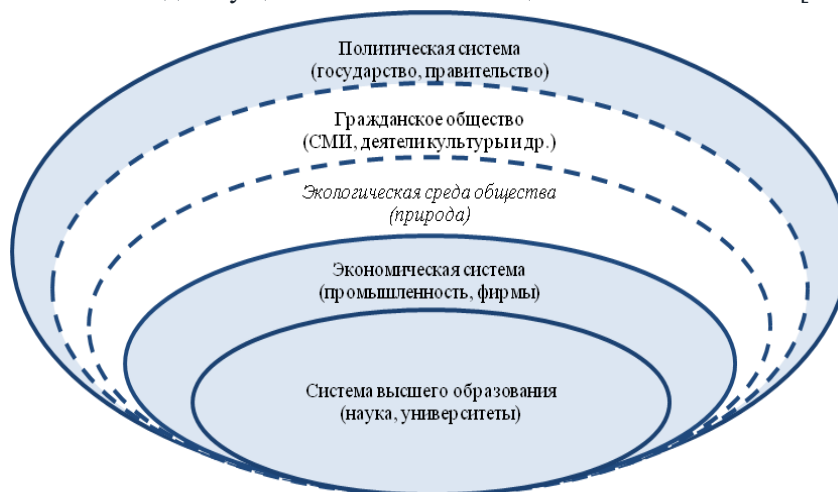 Политическая система
(государство, правительство)
Гражданское общество
(СМИ, деятели культуры и др.)
Экологическая среда общества
(природа)
Экономическая система
(промышленность, фирмы)
Система высшего образования
(наука, университеты)